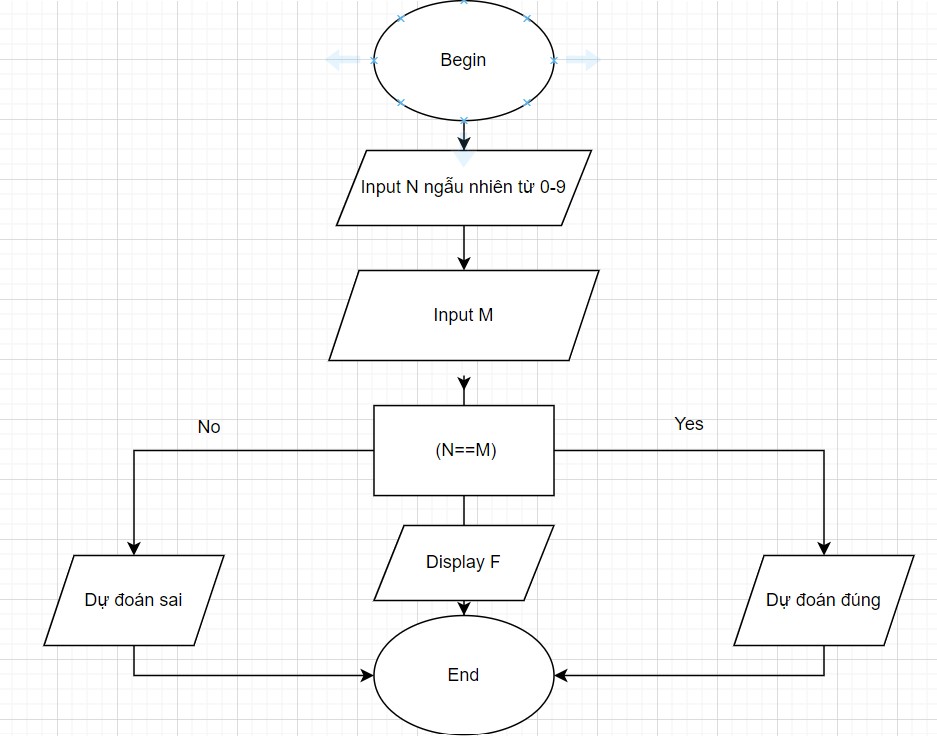 Begin
Input N ngẫu nhiên từ 0-9
Input M
No
Yes
(N==M)
Display F
Dự đoán sai
Dự đoán đúng
End